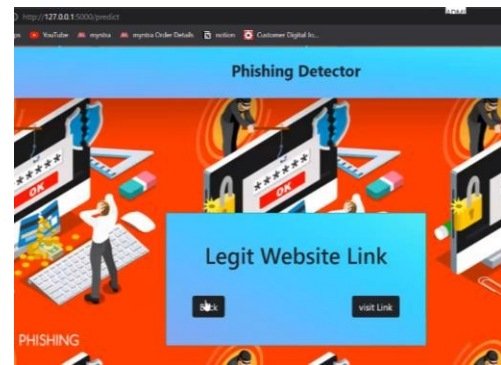 http://127.0.0.1:5000/predict
YouTube myntra myntra Order Details notion Customer Digital In...
Phishing Detector
******
OK
******
OK
Legit Website Link
Back visit Link
PHISHING